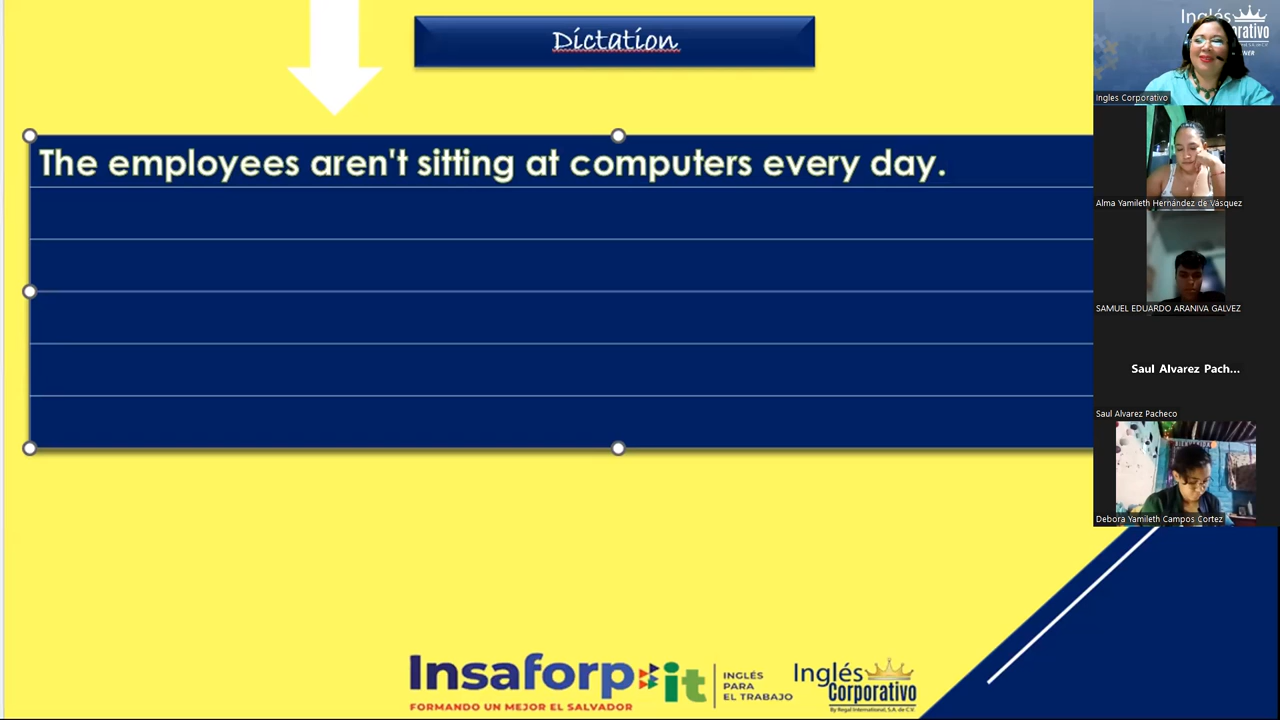 Dictation
The employees aren't sitting at computers every day.
Insaforp it
FORMANDO UN MEJOR EL SALVADOR
INGLÉS
PARA
EL TRABAJO
Inglés
Corporativo
By Regal International, S.A. de C.V.
Ingles Corporativo
Alma Yamileth Hernández de Vásquez
SAMUEL EDUARDO ARANIVA GALVEZ
Saul Alvarez Pach...
Saul Alvarez Pacheco
Debora Yamileth Campos Cortez